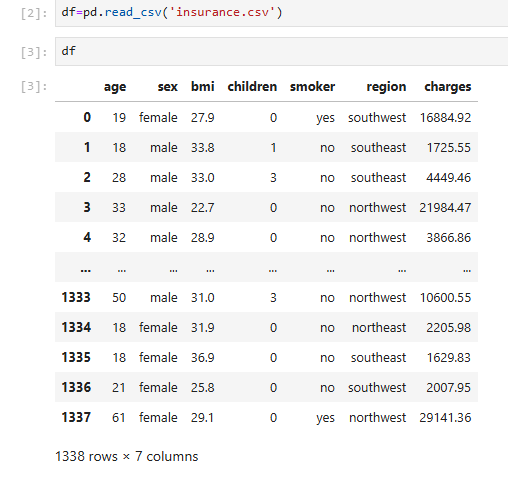 [2]: df=pd.read_csv('insurance.csv')
[3]: df
[3]: age sex bmi children smoker region charges
0 19 female 27.9 0 yes southwest 16884.92
1 18 male 33.8 1 no southeast 1725.55
2 28 male 33.0 3 no southeast 4449.46
3 33 male 22.7 0 no northwest 21984.47
4 32 male 28.9 0 no northwest 3866.86
... ... ... ... ... ... ... ...
1333 50 male 31.0 3 no northwest 10600.55
1334 18 female 31.9 0 no northeast 2205.98
1335 18 female 36.9 0 no southeast 1629.83
1336 21 female 25.8 0 no southwest 2007.95
1337 61 female 29.1 0 yes northwest 29141.36
1338 rows × 7 columns